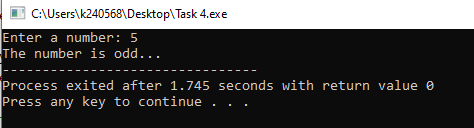 C:\Users\k240568\Desktop\Task 4.exe
Enter a number: 5
The number is odd...
--------------------------------
Process exited after 1.745 seconds with return value 0
Press any key to continue . . .